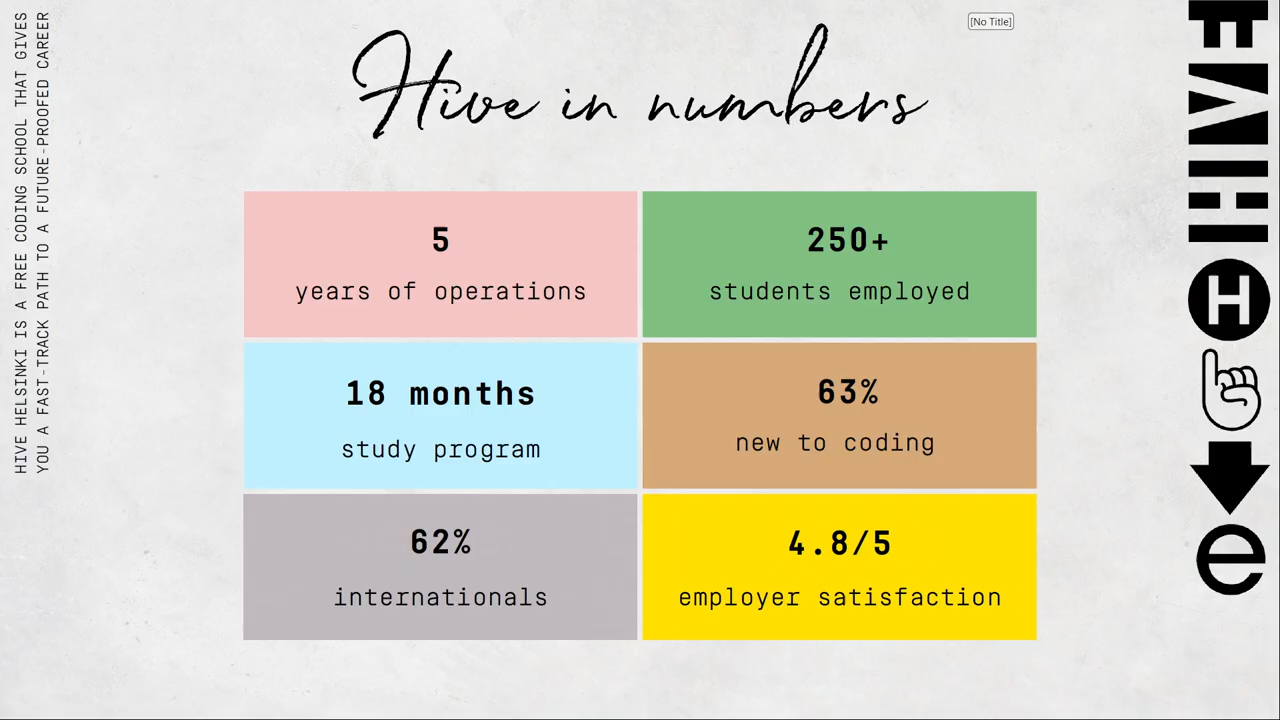 HIVE HELSINKI IS A FREE CODING SCHOOL THAT GIVES
YOU A FAST-TRACK PATH TO A FUTURE-PROOFED CAREER
Hive in numbers
[No Title]
5
years of operations
250+
students employed
18 months
study program
63%
new to coding
62%
internationals
4.8/5
employer satisfaction
HIVE
H
e